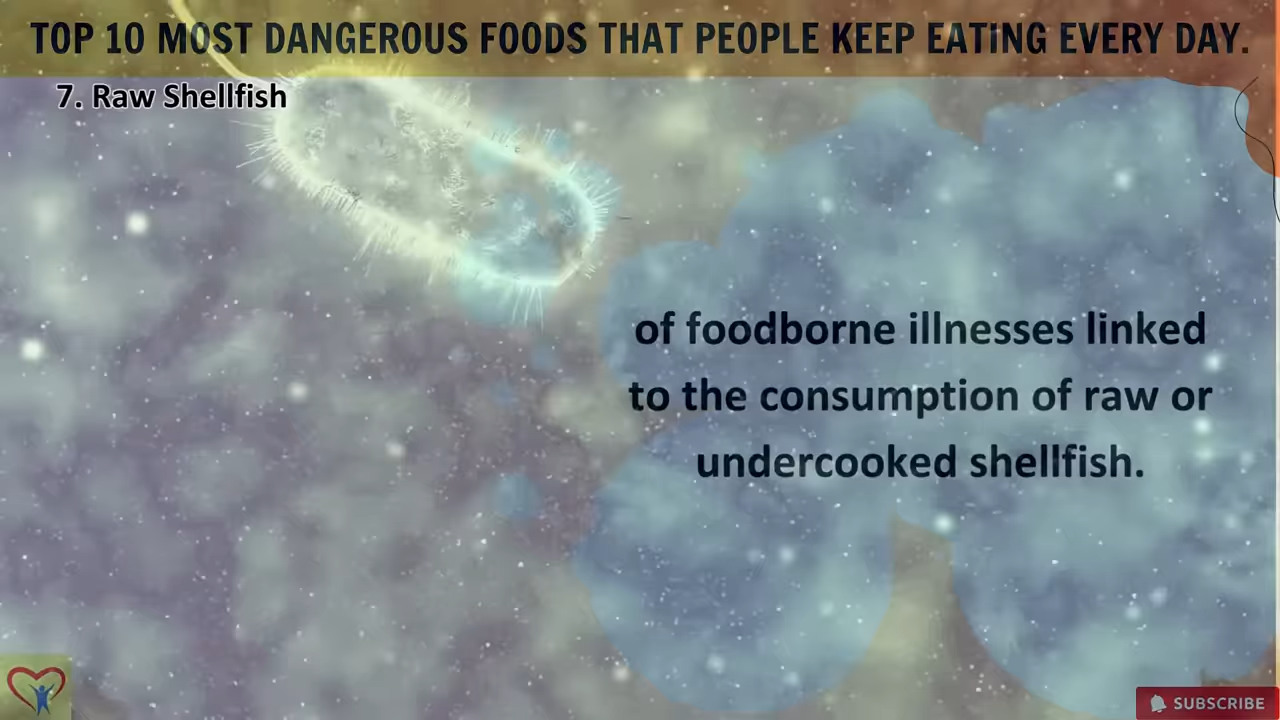 TOP 10 MOST DANGEROUS FOODS THAT PEOPLE KEEP EATING EVERY DAY.
7. Raw Shellfish
of foodborne illnesses linked
to the consumption of raw or
undercooked shellfish.
SUBSCRIBE